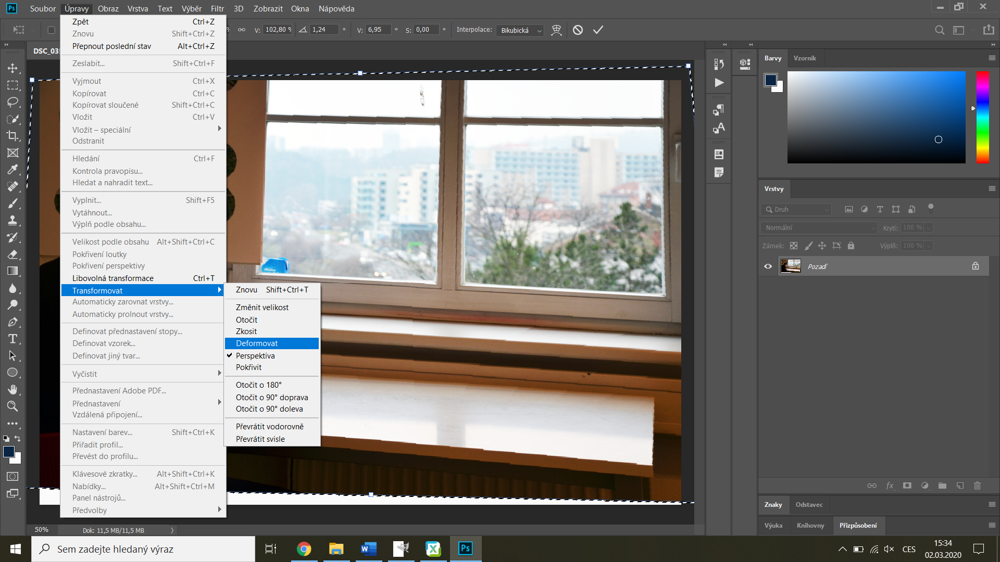 Ps Soubor Úpravy Obraz Vrstva Text Výběr Filtr 3D Zobrazit Okna Nápověda
% V: 102,80 % 1,24 ° V: 6,95 ° S: 0,00 ° Interpolace: Bikubická
DSC_03
Zpět Ctrl+Z
Znovu Shift+Ctrl+Z
Přepnout poslední stav Alt+Ctrl+Z
Zeslabit... Shift+Ctrl+F
Vyjmout Ctrl+X
Kopírovat Ctrl+C
Kopírovat sloučené Shift+Ctrl+C
Vložit Ctrl+V
Vložit – speciální
Odstranit
Hledání Ctrl+F
Kontrola pravopisu...
Hledat a nahradit text...
Vyplnit... Shift+F5
Vytáhnout...
Výplň podle obsahu...
Velikost podle obsahu Alt+Shift+Ctrl+C
Pokřivení loutky
Pokřivení perspektivy
Libovolná transformace Ctrl+T
Transformovat
Automaticky zarovnat vrstvy...
Automaticky prolnout vrstvy...
Definovat přednastavení stopy...
Definovat vzorek...
Definovat jiný tvar...
Vyčistit
Přednastavení Adobe PDF...
Přednastavení
Vzdálená připojení...
Nastavení barev... Shift+Ctrl+K
Přiřadit profil...
Převést do profilu...
Klávesové zkratky... Alt+Shift+Ctrl+K
Nabídky... Alt+Shift+Ctrl+M
Panel nástrojů...
Předvolby
Znovu Shift+Ctrl+T
Změnit velikost
Otočit
Zkosit
Deformovat
Perspektiva
Pokřivit
Otočit o 180°
Otočit o 90° doprava
Otočit o 90° doleva
Převrátit vodorovně
Převrátit svisle
Barvy Vzorník
Vrstvy
Druh
Normální Krytí: 100 %
Zámek: Výplň: 100 %
Pozadí
fx
Znaky Odstavec
Výuka Knihovny Přizpůsobení
50% Dok: 11,5 MB/11,5 MB
Sem zadejte hledaný výraz
CES
15:34
02.03.2020